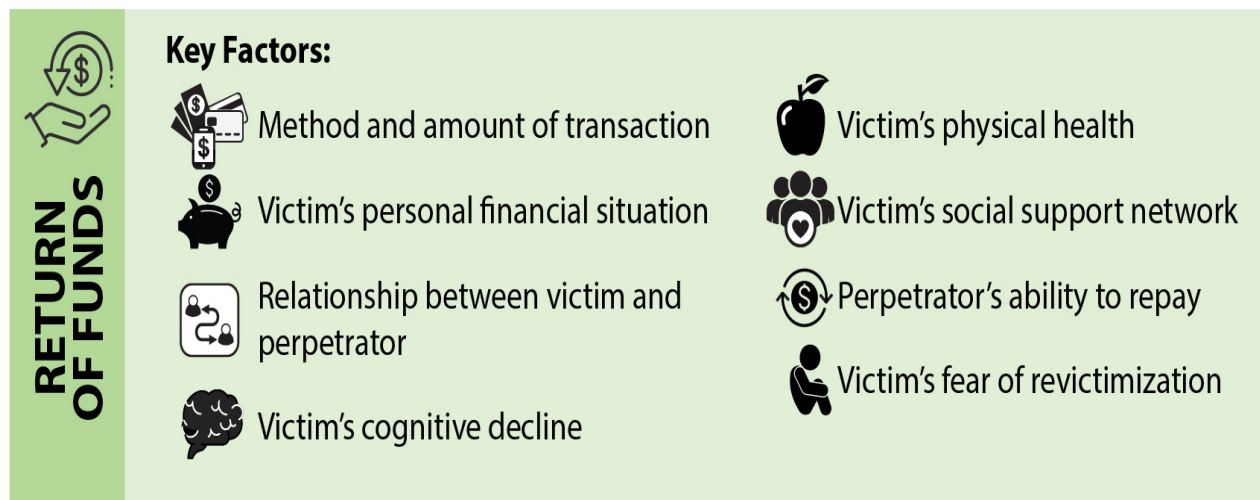 RETURN
OF FUNDS
Key Factors:
Method and amount of transaction
Victim's personal financial situation
Relationship between victim and
perpetrator
Victim's cognitive decline
Victim's physical health
Victim's social support network
Perpetrator's ability to repay
Victim's fear of revictimization